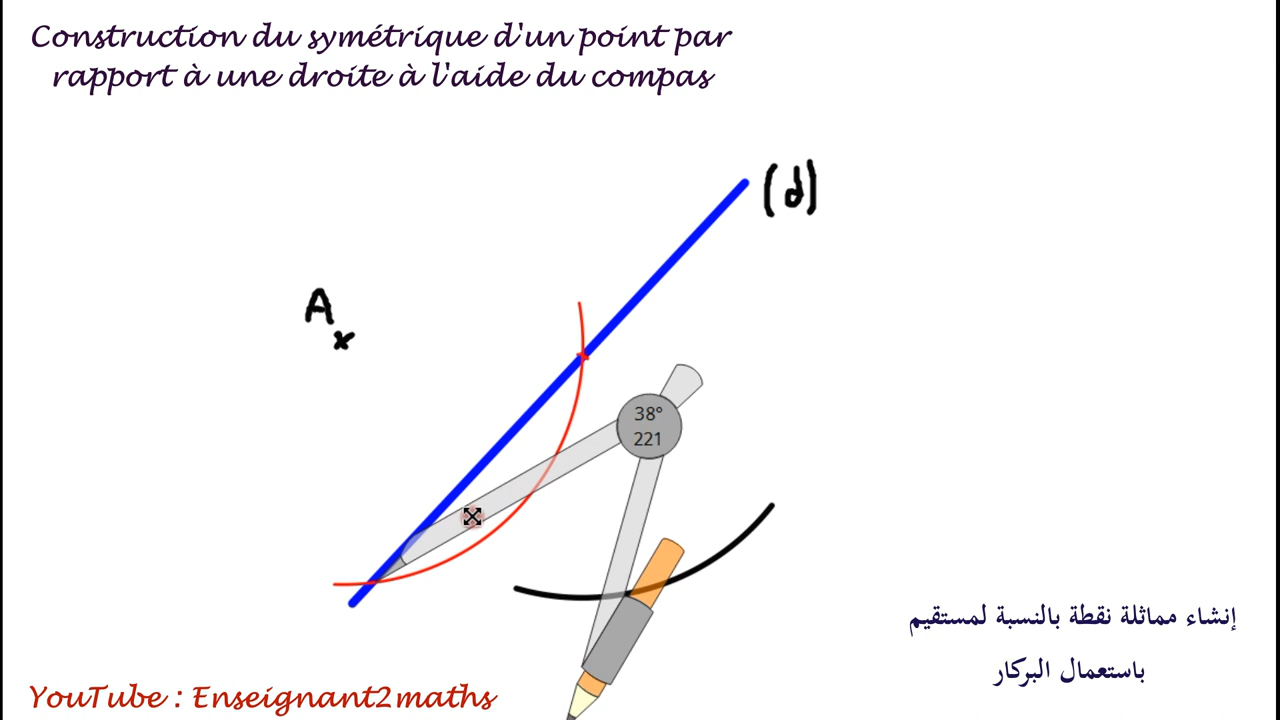 Construction du symétrique d'un point par
rapport à une droite à l'aide du compas
(d)
A
38°
221
إنشاء مماثلة نقطة بالنسبة لمستقيم
باستعمال البركار
YouTube : Enseignant2maths